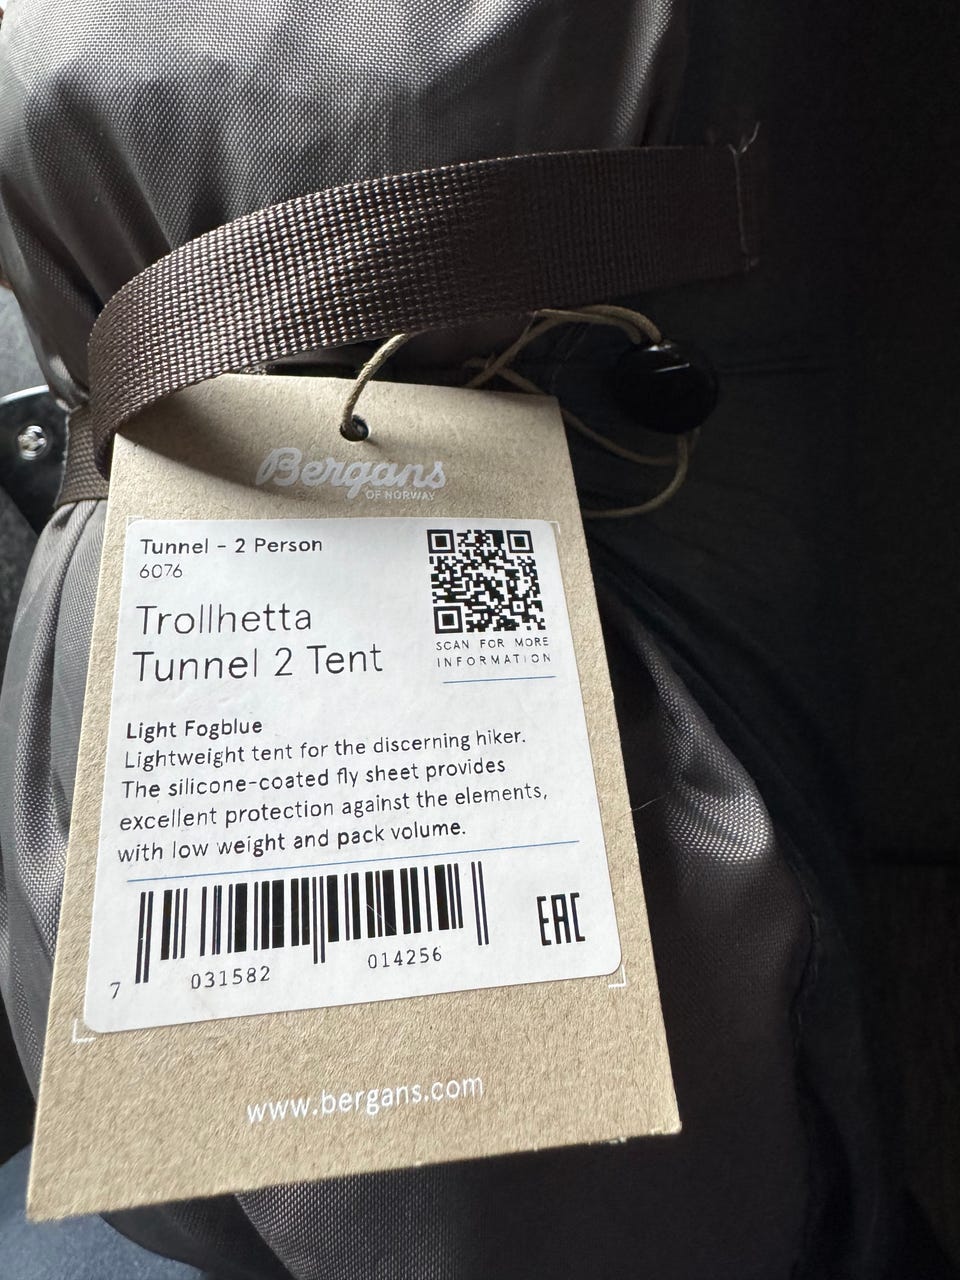 Bergans
OF NORWAY
Tunnel - 2 Person
6076
Trollhetta
Tunnel 2 Tent
SCAN FOR MORE
INFORMATION
Light Fogblue
Lightweight tent for the discerning hiker.
The silicone-coated fly sheet provides
excellent protection against the elements,
with low weight and pack volume.
EAC
7 031582 014256
www.bergans.com